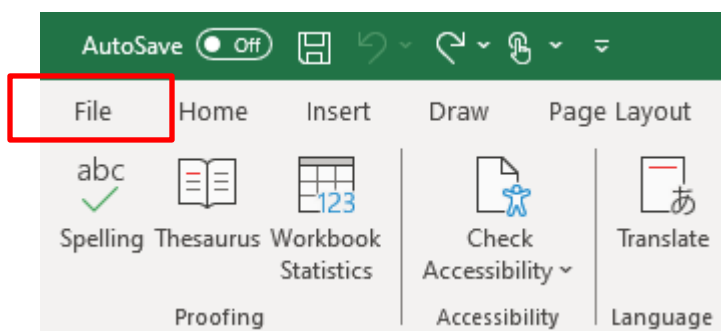 AutoSave Off
File Home Insert Draw Page Layout
abc
123
あ
Spelling Thesaurus Workbook Statistics Check Accessibility Translate
Proofing Accessibility Language